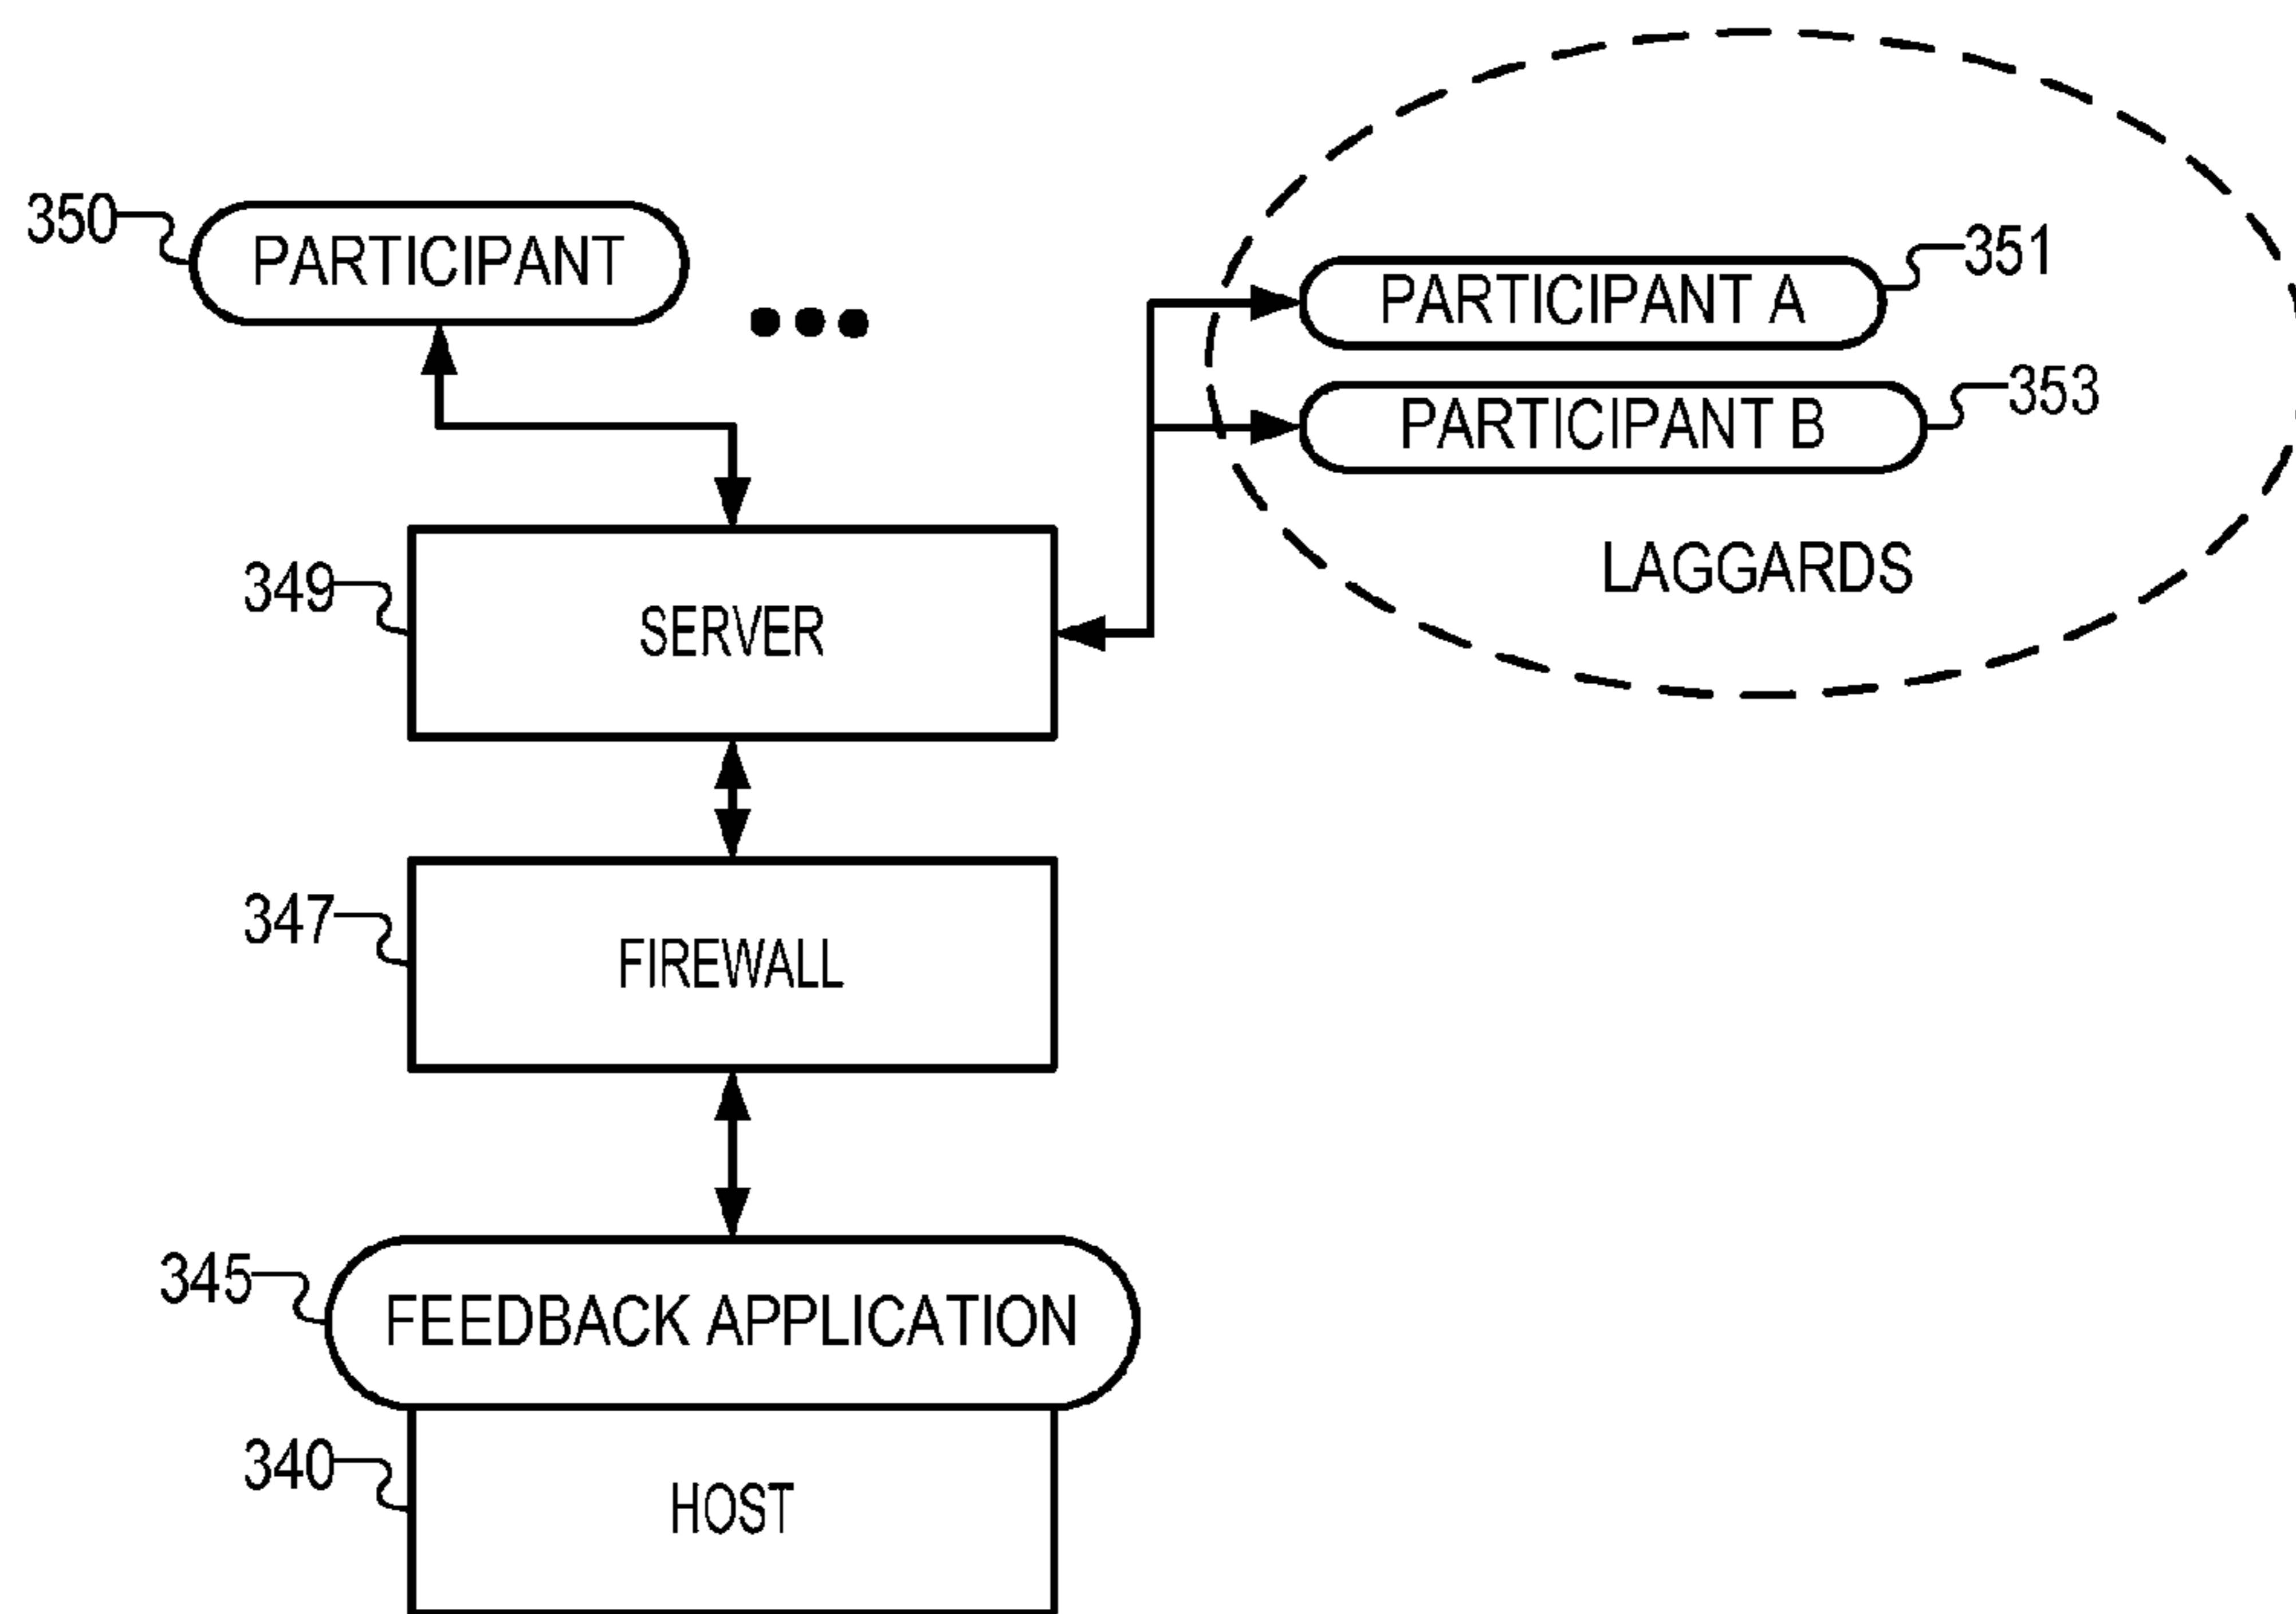 350
PARTICIPANT
PARTICIPANT A
351
PARTICIPANT B
353
LAGGARDS
349
SERVER
347
FIREWALL
345
FEEDBACK APPLICATION
340
HOST